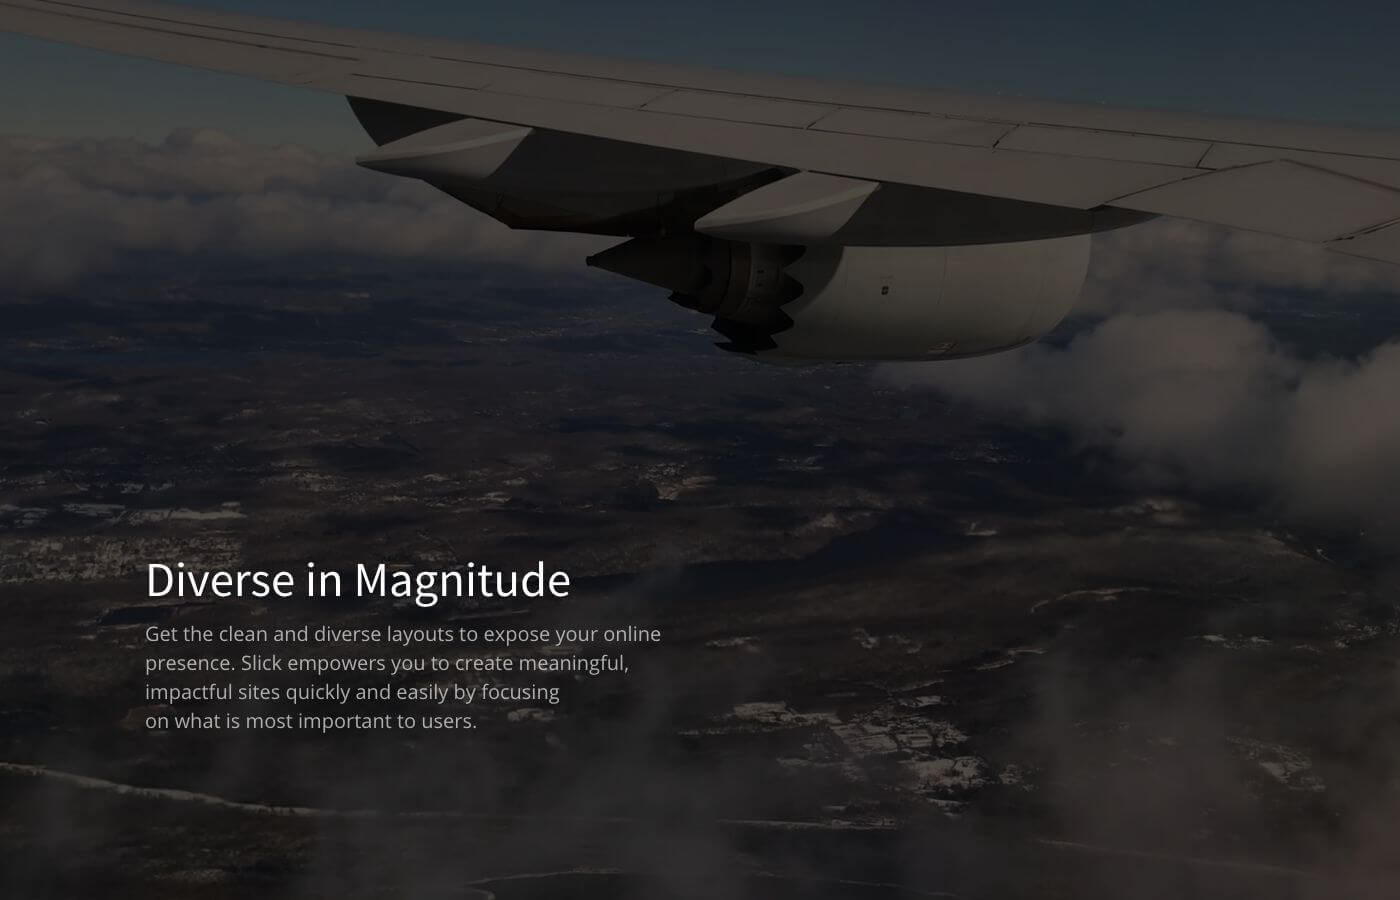 Diverse in Magnitude
Get the clean and diverse layouts to expose your online
presence. Slick empowers you to create meaningful,
impactful sites quickly and easily by focusing
on what is most important to users.